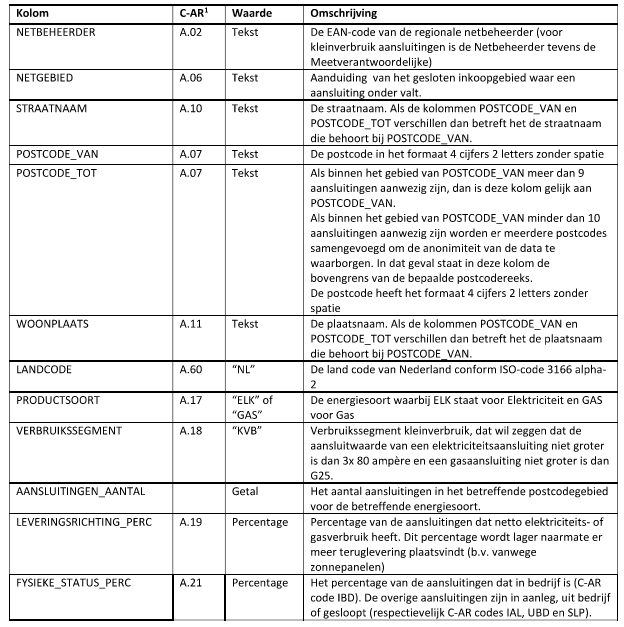 Kolom C-AR1 Waarde Omschrijving
NETBEHEERDER A.02 Tekst De EAN-code van de regionale netbeheerder (voor
kleinverbruik aansluitingen is de Netbeheerder tevens de
Meetverantwoordelijke)
NETGEBIED A.06 Tekst Aanduiding van het gesloten inkoopgebied waar een
aansluiting onder valt.
STRAATNAAM A.10 Tekst De straatnaam. Als de kolommen POSTCODE_VAN en
POSTCODE_TOT verschillen dan betreft het de straatnaam
die behoort bij POSTCODE_VAN.
POSTCODE_VAN A.07 Tekst De postcode in het formaat 4 cijfers 2 letters zonder spatie
POSTCODE_TOT A.07 Tekst Als binnen het gebied van POSTCODE_VAN meer dan 9
aansluitingen aanwezig zijn, dan is deze kolom gelijk aan
POSTCODE_VAN.
Als binnen het gebied van POSTCODE_VAN minder dan 10
aansluitingen aanwezig zijn worden er meerdere postcodes
samengevoegd om de anonimiteit van de data te
waarborgen. In dat geval staat in deze kolom de
bovengrens van de bepaalde postcodereeks.
De postcode heeft het formaat 4 cijfers 2 letters zonder
spatie
WOONPLAATS A.11 Tekst De plaatsnaam. Als de kolommen POSTCODE_VAN en
POSTCODE_TOT verschillen dan betreft het de plaatsnaam
die behoort bij POSTCODE_VAN.
LANDCODE A.60 “NL” De land code van Nederland conform ISO-code 3166 alpha-
2
PRODUCTSOORT A.17 “ELK” of De energiesoort waarbij ELK staat voor Elektriciteit en GAS
“GAS” voor Gas
VERBRUIKSSEGMENT A.18 “KVB” Verbruikssegment kleinverbruik, dat wil zeggen dat de
aansluitwaarde van een elektriciteitsaansluiting niet groter
is dan 3x 80 ampère en een gasaansluiting niet groter is dan
G25.
AANSLUITINGEN_AANTAL Getal Het aantal aansluitingen in het betreffende postcodegebied
voor de betreffende energiesoort.
LEVERINGSRICHTING_PERC A.19 Percentage Percentage van de aansluitingen dat netto elektriciteits- of
gasverbruik heeft. Dit percentage wordt lager naarmate er
meer teruglevering plaatsvindt (b.v. vanwege
zonnepanelen)
FYSIEKE_STATUS_PERC A.21 Percentage Het percentage van de aansluitingen dat in bedrijf is (C-AR
code IBD). De overige aansluitingen zijn in aanleg, uit bedrijf
of gesloopt (respectievelijk C-AR codes IAL, UBD en SLP).